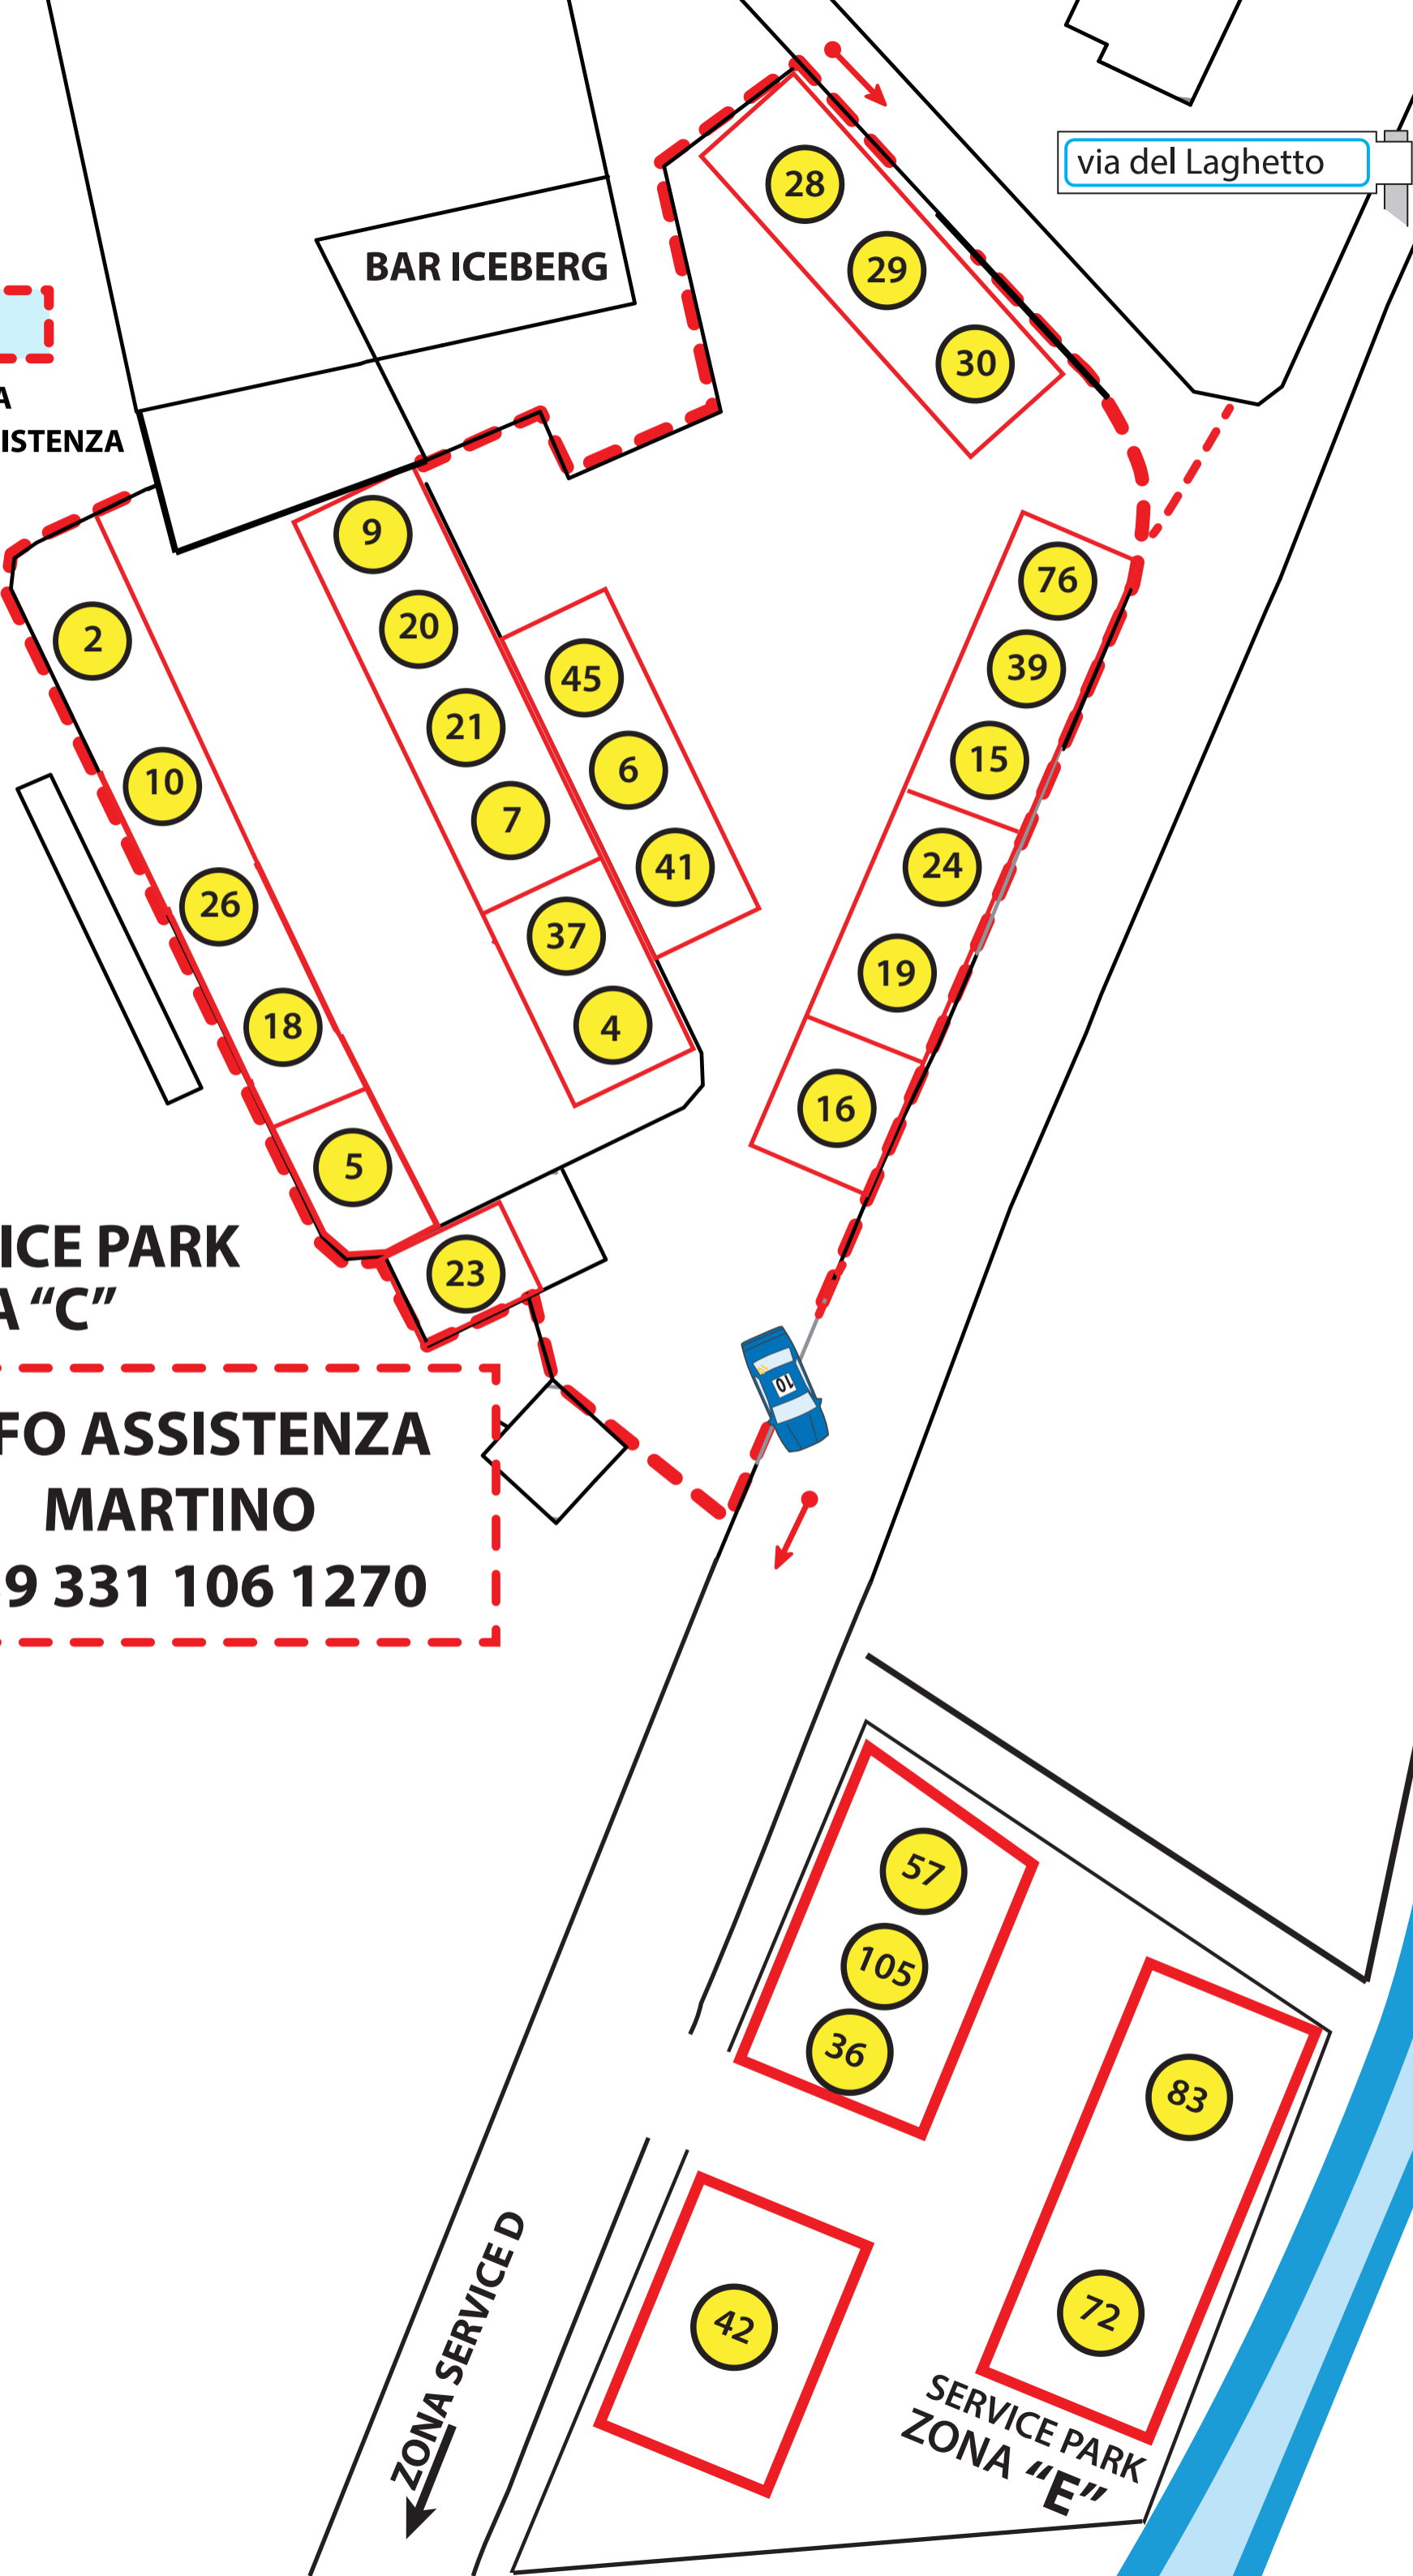 via del Laghetto
28
BAR ICEBERG
29
30
A
ISTENZA
9
76
20
2
39
45
21
15
6
10
7
24
41
26
37
19
18
4
16
5
ICE PARK
23
A “C”
10
FO ASSISTENZA
MARTINO
9 331 106 1270
57
105
36
83
72
42
ZONA SERVICE D
SERVICE PARK
ZONA “E”